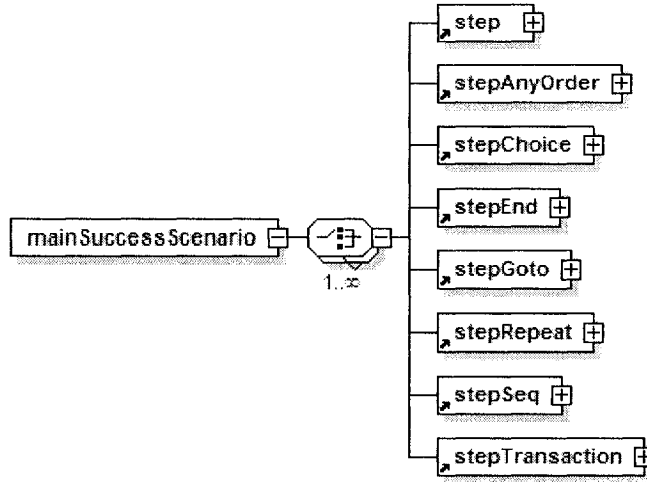 step
stepAnyOrder
stepChoice
stepEnd
mainSuccessScenario
1..∞
stepGoto
stepRepeat
stepSeq
stepTransaction